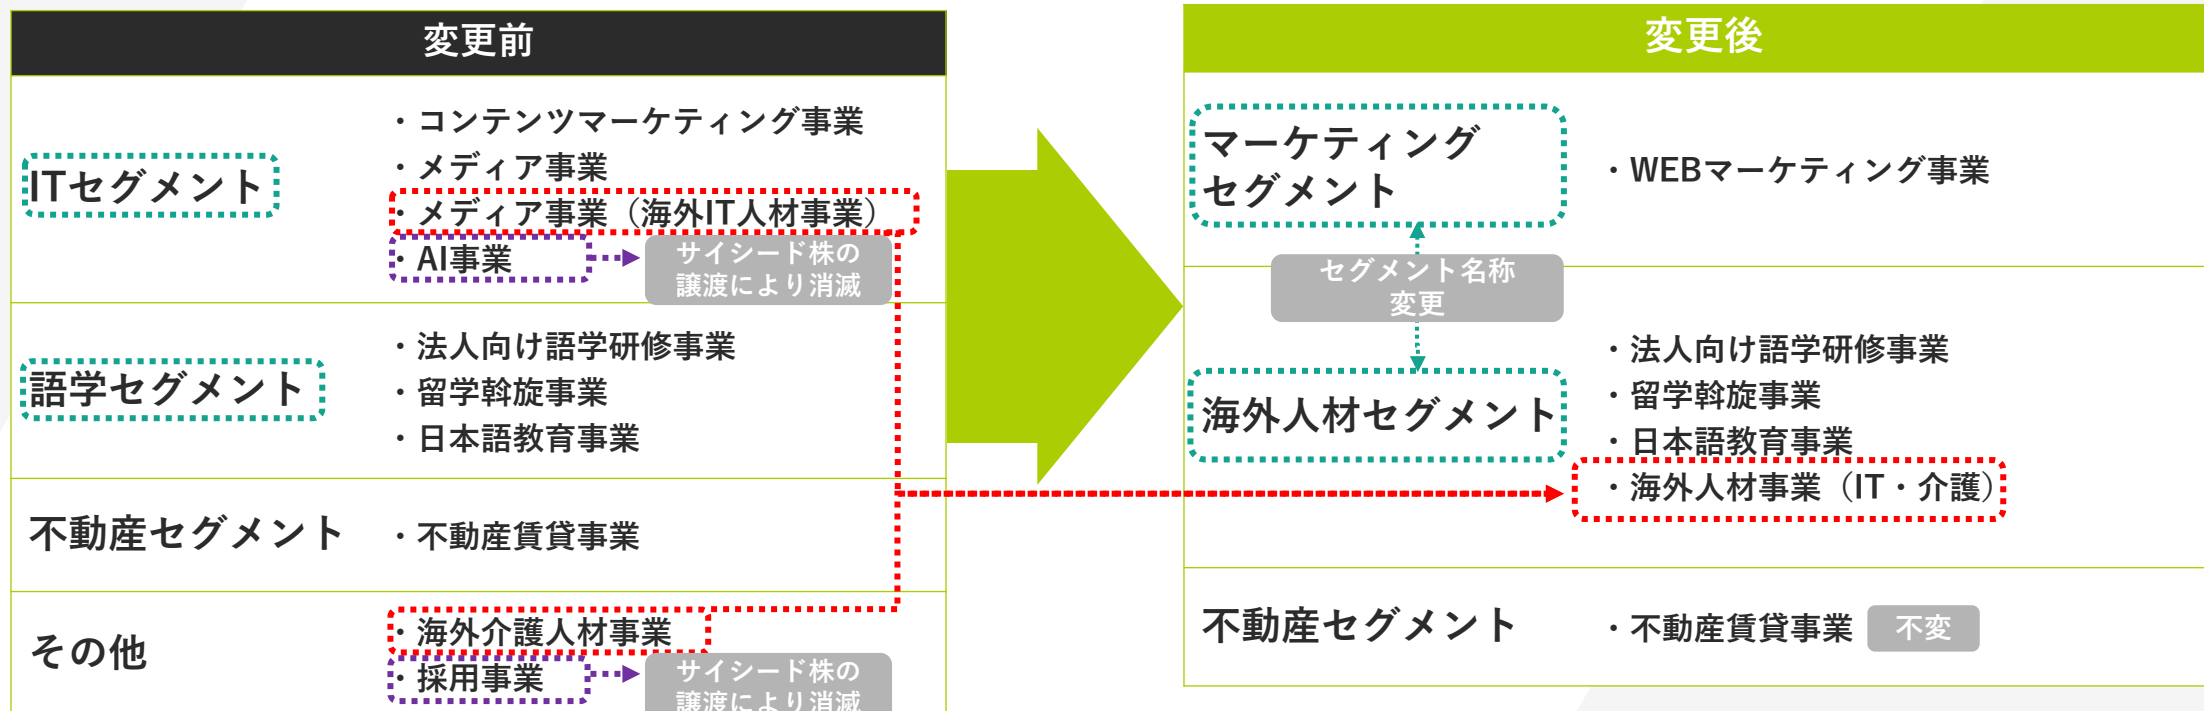 変更前
ITセグメント
・コンテンツマーケティング事業
・メディア事業
・メディア事業（海外IT人材事業）
・AI事業
サイシード株の
譲渡により消滅
語学セグメント
・法人向け語学研修事業
・留学斡旋事業
・日本語教育事業
不動産セグメント
・不動産賃貸事業
その他
・海外介護人材事業
・採用事業
サイシード株の
譲渡により消滅
変更後
マーケティング
セグメント
・WEBマーケティング事業
セグメント名称
変更
海外人材セグメント
・法人向け語学研修事業
・留学斡旋事業
・日本語教育事業
・海外人材事業（IT・介護）
不動産セグメント
・不動産賃貸事業
不変